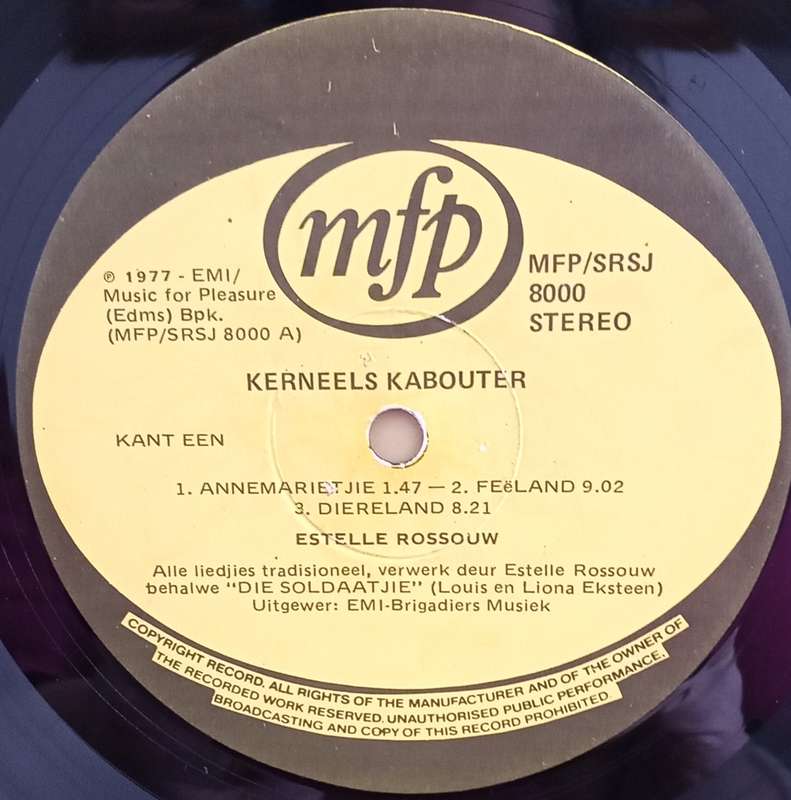 mfp
℗ 1977 - EMI/
Music for Pleasure
(Edms) Bpk.
(MFP/SRSJ 8000 A)
MFP/SRSJ
8000
STEREO
KERNEELS KABOUTER
KANT EEN
1. ANNEMARIETJIE 1.47 — 2. FEëLAND 9.02
3. DIERELAND 8.21
ESTELLE ROSSOUW
Alle liedjies tradisioneel, verwerk deur Estelle Rossouw
behalwe "DIE SOLDAATJIE" (Louis en Liona Eksteen)
Uitgewer: EMI-Brigadiers Musiek
COPYRIGHT RECORD. ALL RIGHTS OF THE MANUFACTURER AND OF THE OWNER OF
THE RECORDED WORK RESERVED. UNAUTHORISED PUBLIC PERFORMANCE.
BROADCASTING AND COPY OF THIS RECORD PROHIBITED.